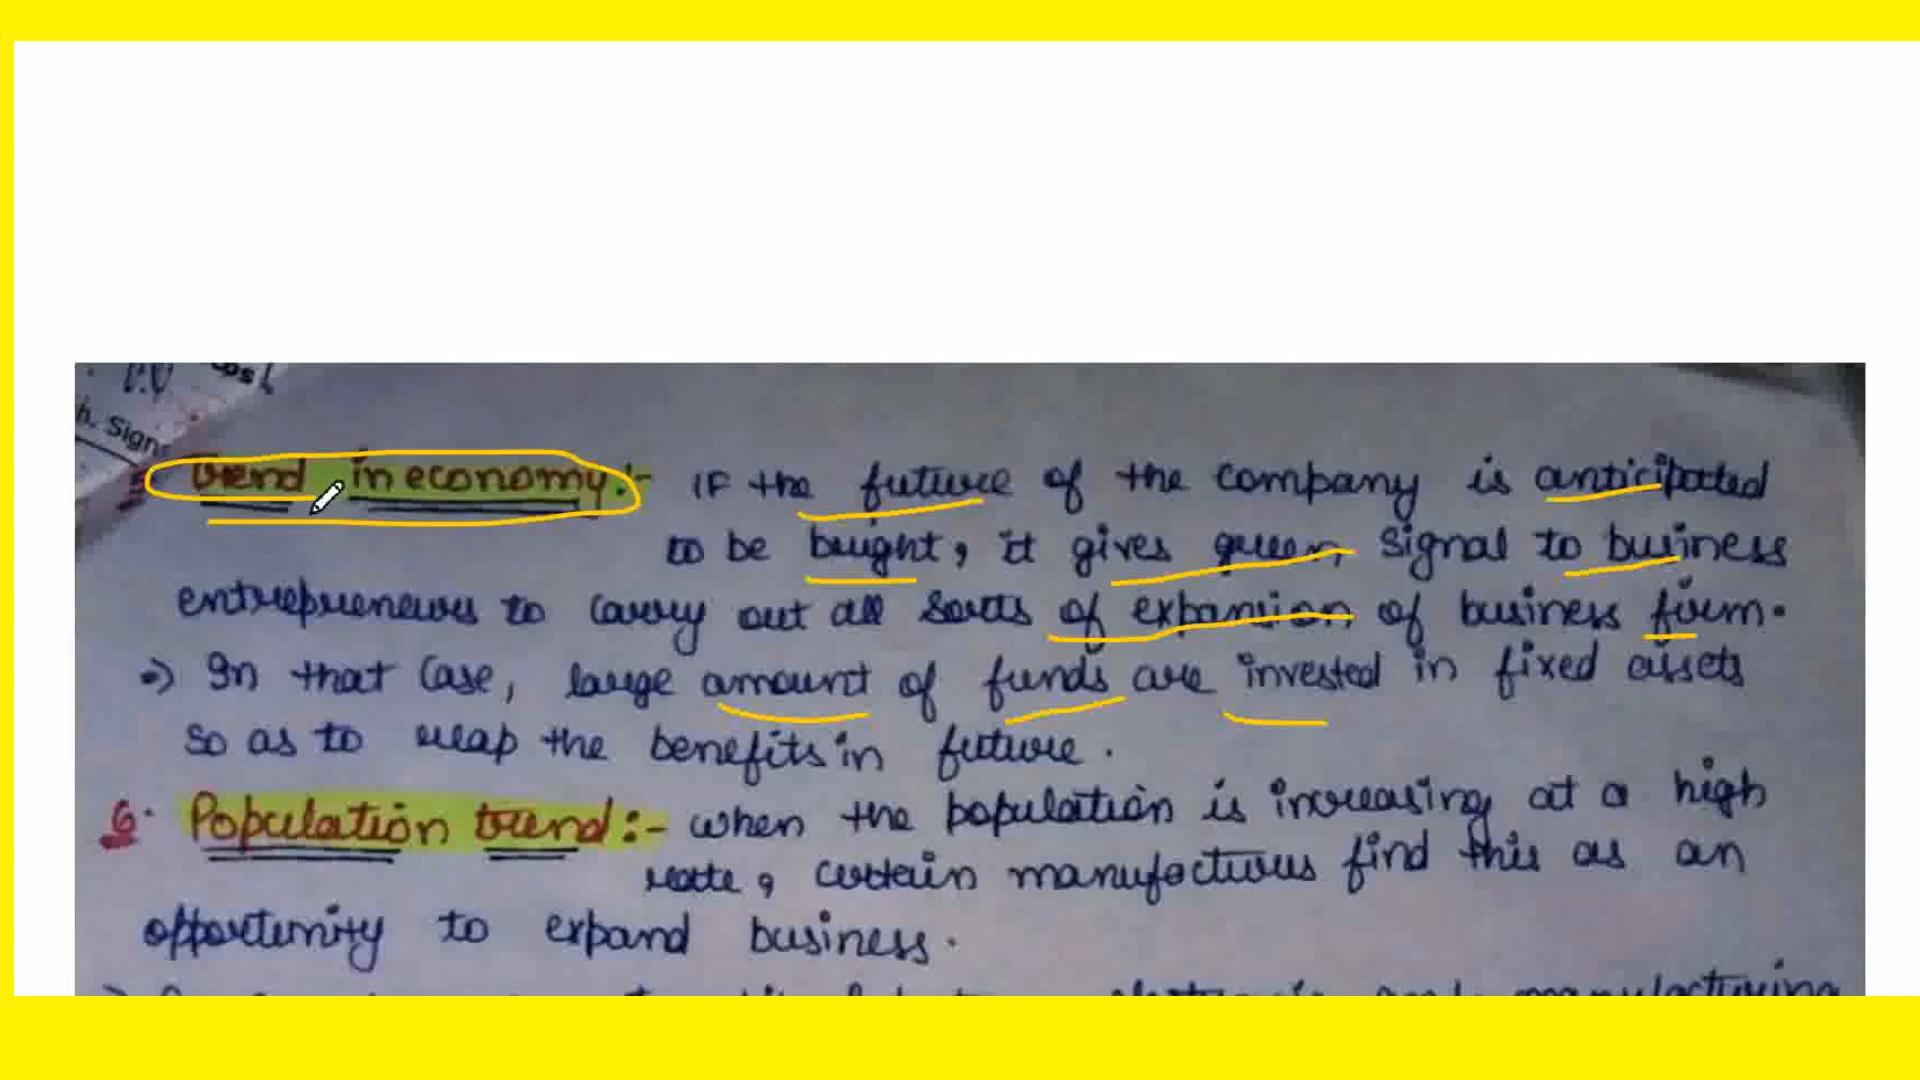 h. Sign
Trend in economy:- IF the future of the company is anticipated
to be bright, it gives green signal to business
entrepreneurs to carry out all sorts of expansion of business firm.
=> In that case, large amount of funds are invested in fixed assets
so as to reap the benefits in future.
6. Population trend:- when the population is increasing at a high
rate, certain manufactures find this as an
opportunity to expand business.
manufacturing